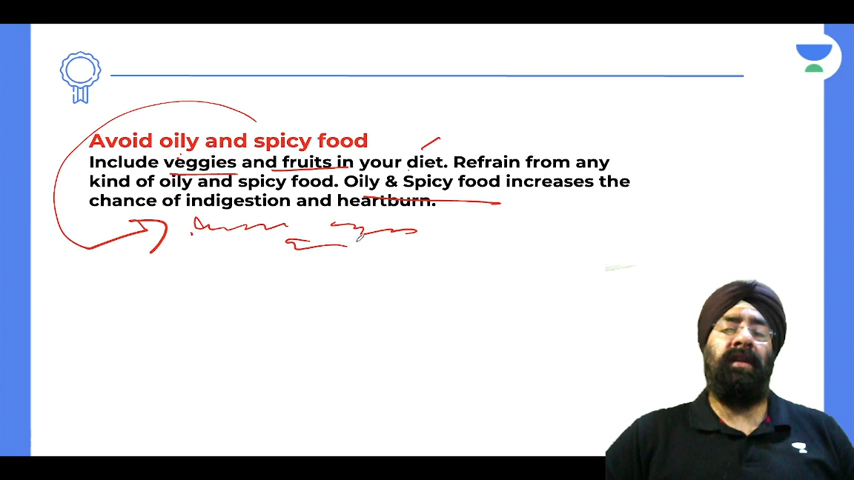 Avoid oily and spicy food
Include veggies and fruits in your diet. Refrain from any
kind of oily and spicy food. Oily & Spicy food increases the
chance of indigestion and heartburn.